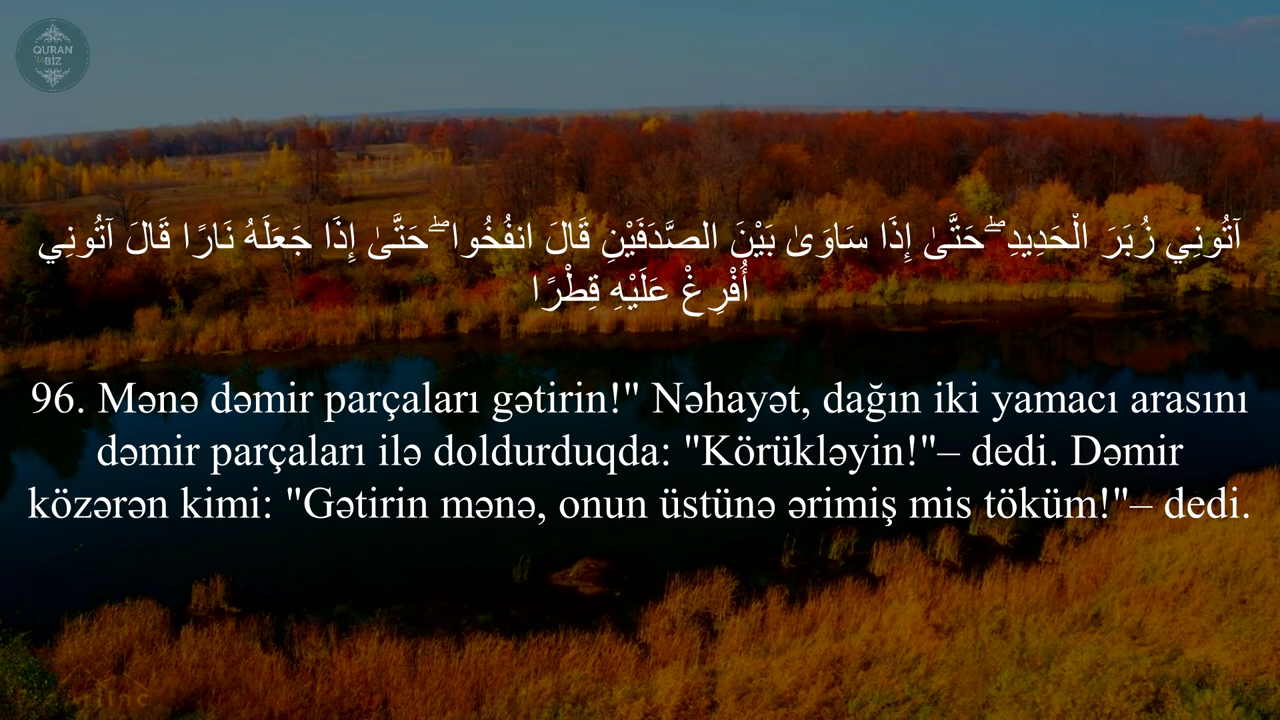 QURAN
Və
BİZ
آتُونِي زُبَرَ الْحَدِيدِ ۖ حَتَّىٰ إِذَا سَاوَىٰ بَيْنَ الصَّدَفَيْنِ قَالَ انفُخُوا ۖ حَتَّىٰ إِذَا جَعَلَهُ نَارًا قَالَ آتُونِي
أُفْرِغْ عَلَيْهِ قِطْرًا
96. Mənə dəmir parçaları gətirin!" Nəhayət, dağın iki yamacı arasını
dəmir parçaları ilə doldurduqda: "Körükləyin!"– dedi. Dəmir
közərən kimi: "Gətirin mənə, onun üstünə ərimiş mis töküm!"– dedi.